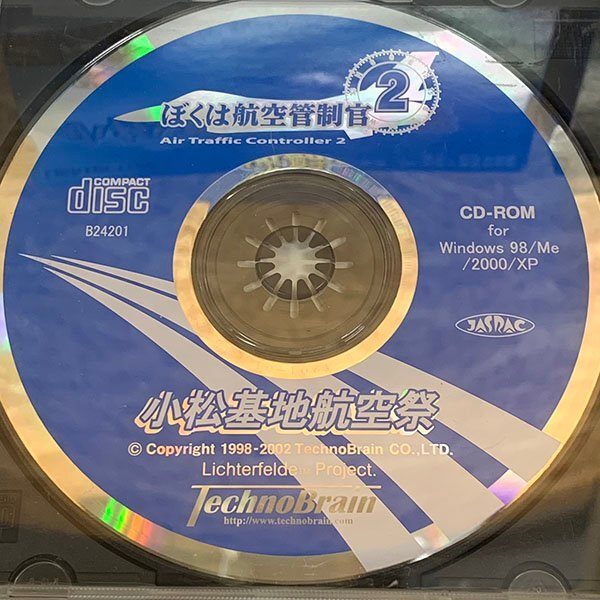 ぼくは航空管制官 2
Air Traffic Controller 2
COMPACT
disc
B24201
CD-ROM
for
Windows 98/Me
/2000/XP
JASRAC
小松基地航空祭
© Copyright 1998-2002 TechnoBrain CO.,LTD.
Lichterfelde Project.
TechnoBrain
http://www.technobrain.com